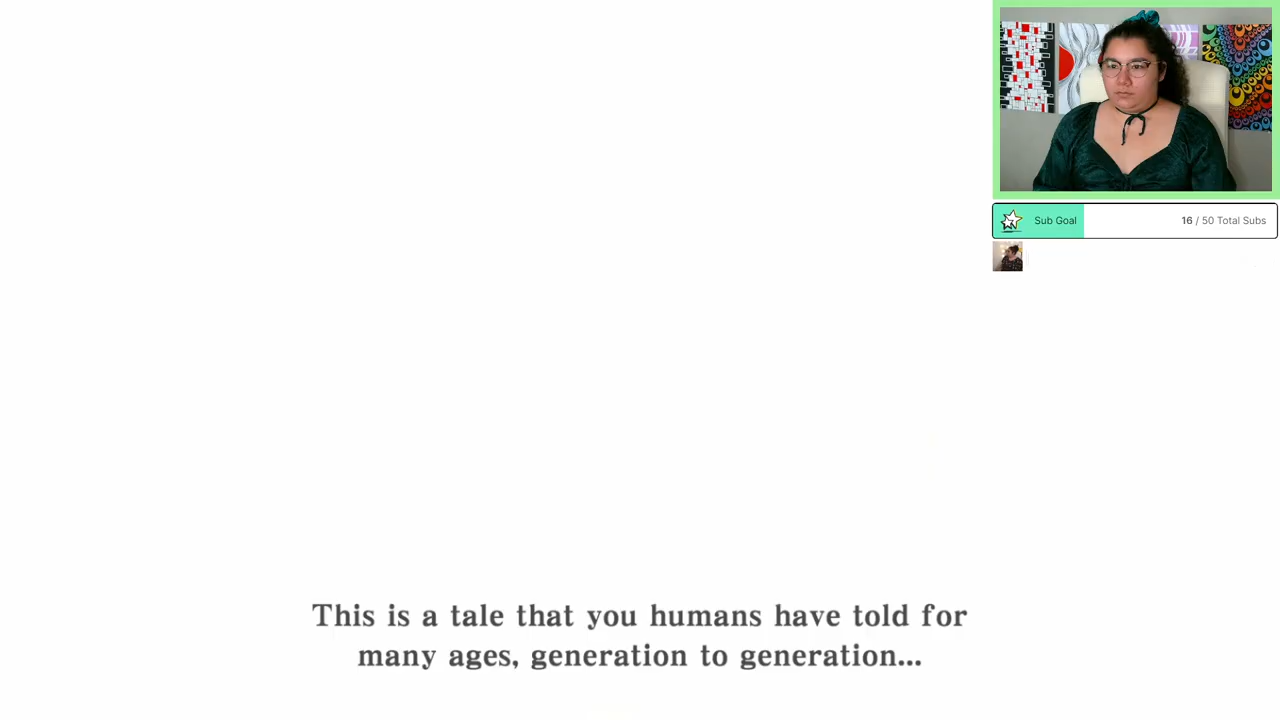 Sub Goal
16 / 50 Total Subs
This is a tale that you humans have told for
many ages, generation to generation...